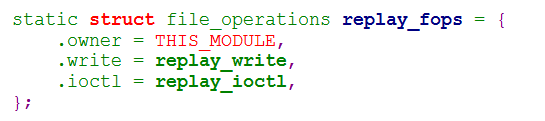 static struct file_operations replay_fops = {
    .owner = THIS_MODULE,
    .write = replay_write,
    .ioctl = replay_ioctl,
};